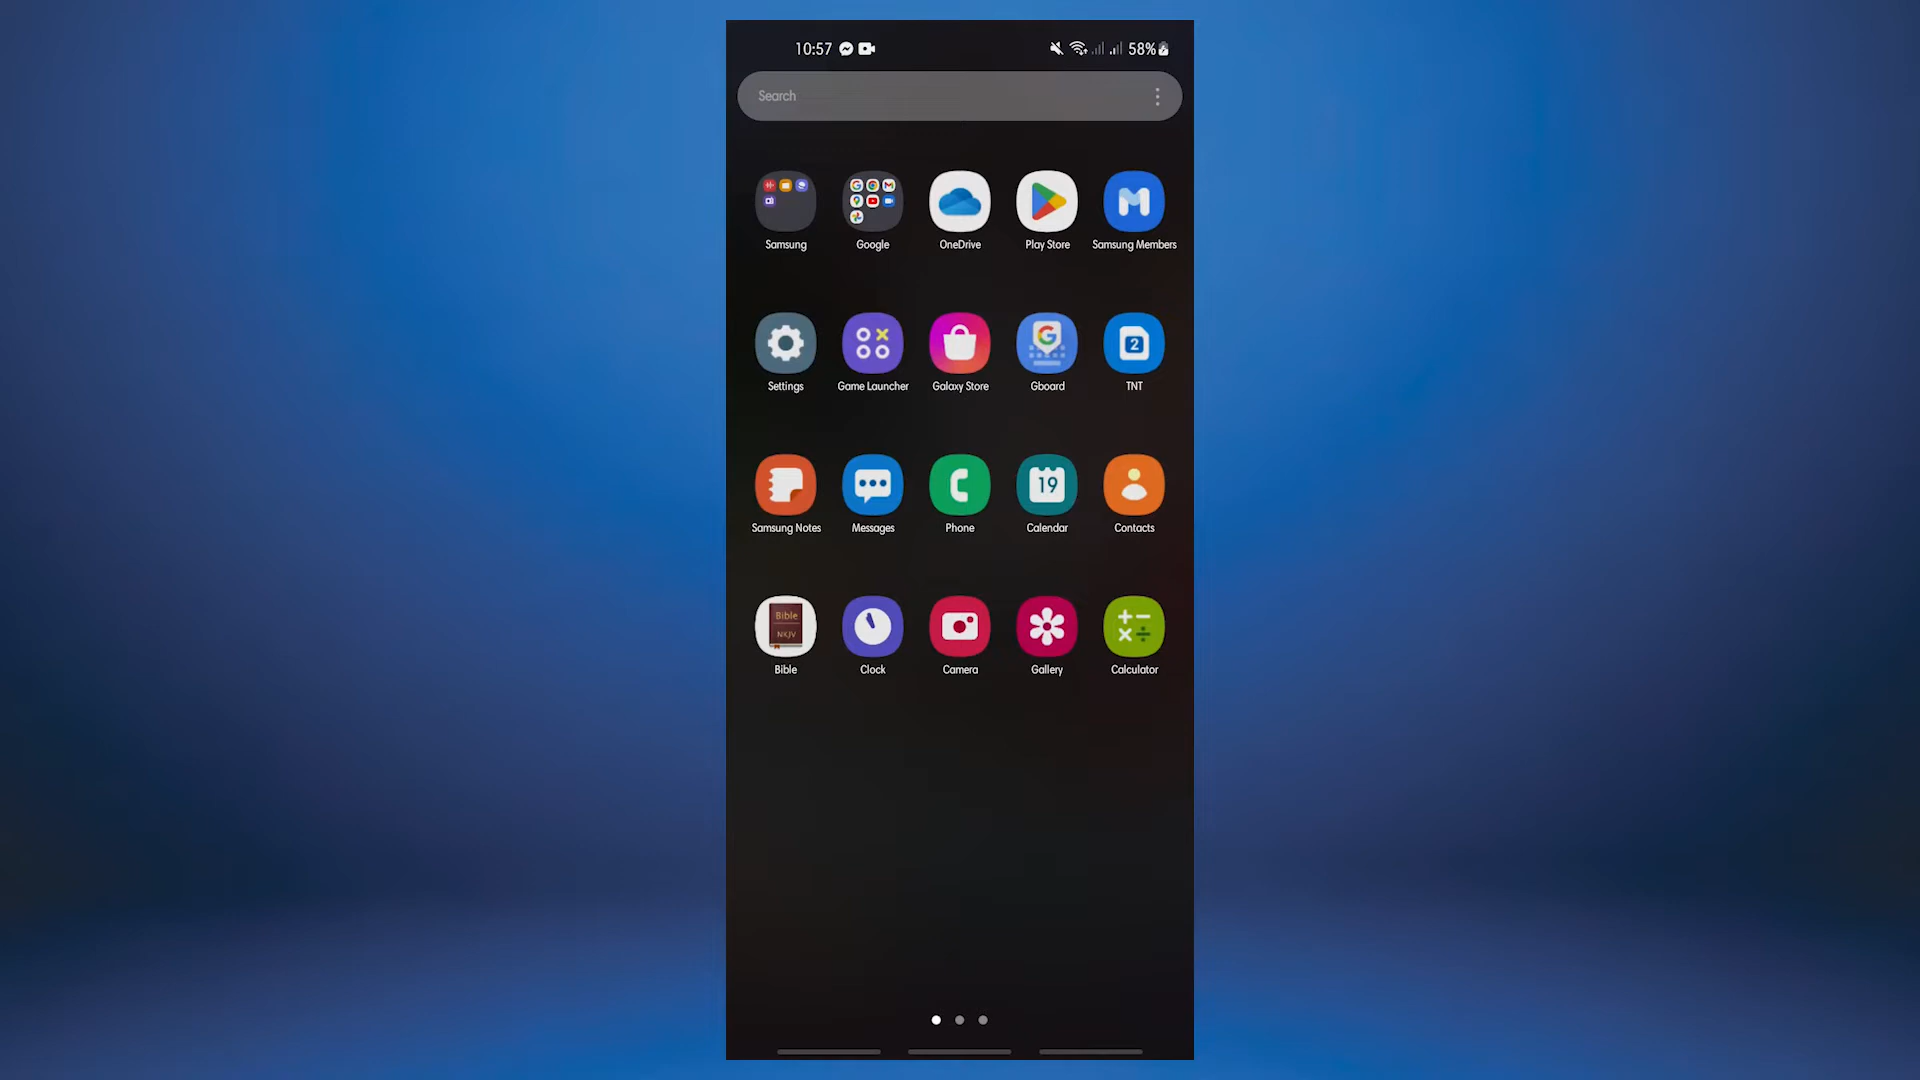 10:57 58%
Search
Samsung Google OneDrive Play Store Samsung Members
2
Settings Game Launcher Galaxy Store Gboard TNT
19
Samsung Notes Messages Phone Calendar Contacts
Bible
NKJV
Bible Clock Camera Gallery Calculator